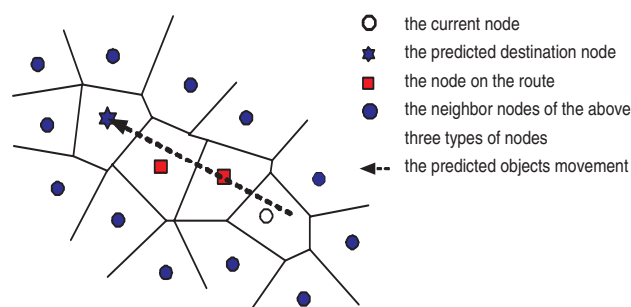 the current node
the predicted destination node
the node on the route
the neighbor nodes of the above
three types of nodes
the predicted objects movement